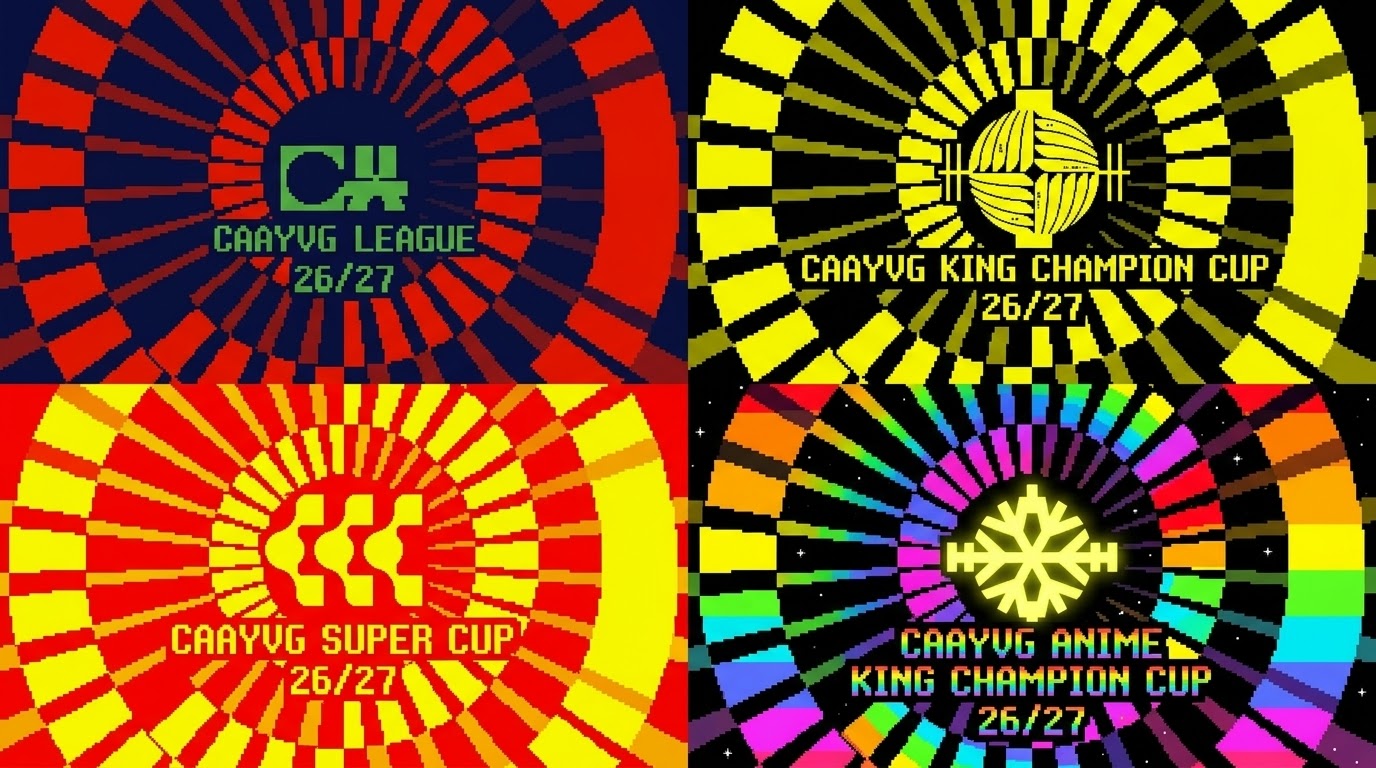 CAAYVG LEAGUE
26/27
CAAYVG KING CHAMPION CUP
26/27
CAAYVG SUPER CUP
26/27
CAAYVG ANIME
KING CHAMPION CUP
26/27